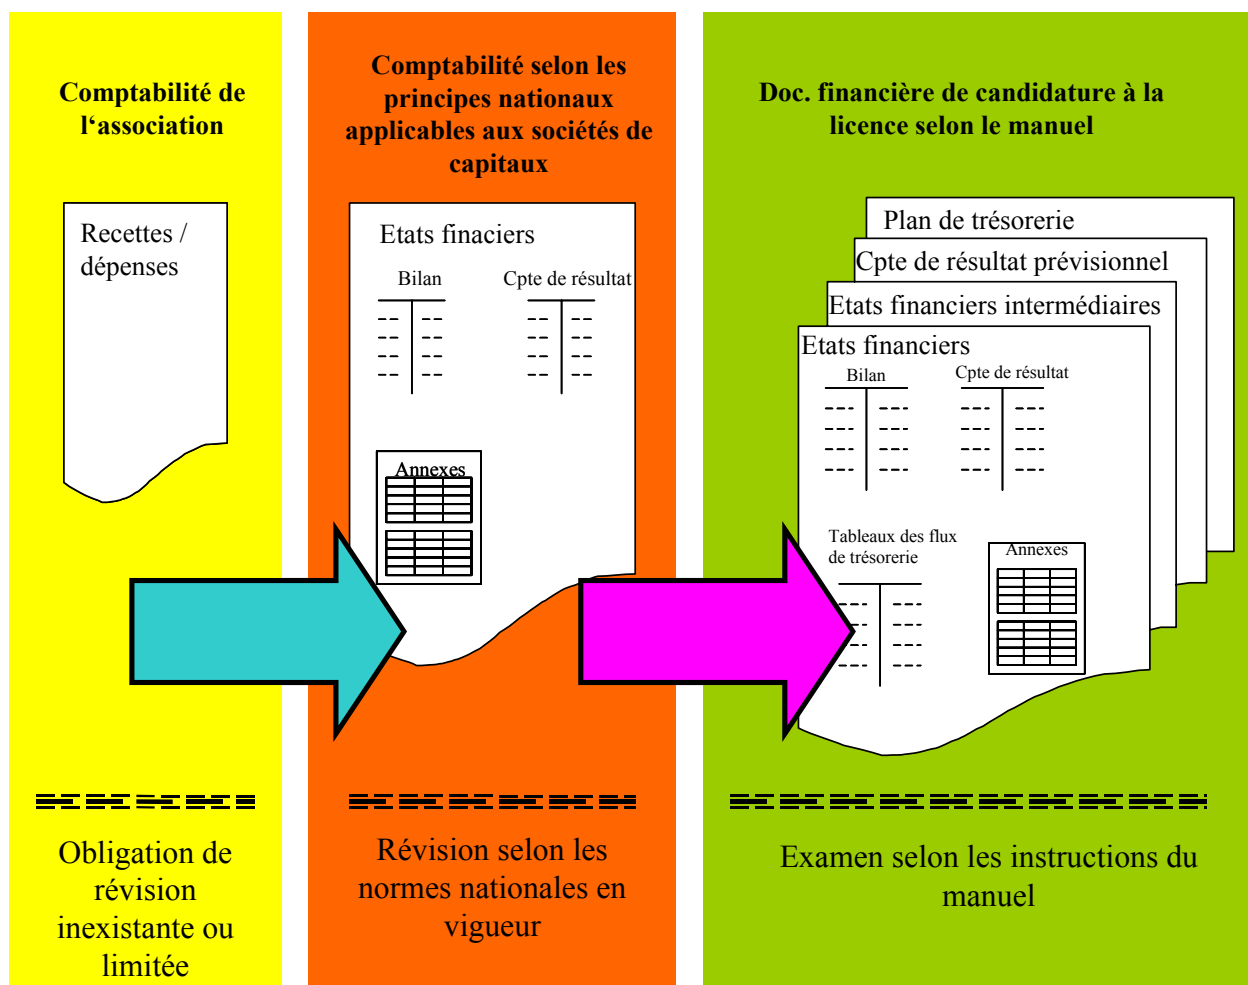 Comptabilité de
l‘association
Recettes /
dépenses
Obligation de
révision
inexistante ou
limitée
Comptabilité selon les
principes nationaux
applicables aux sociétés de
capitaux
Etats finaciers
Bilan
Cpte de résultat
Annexes
Révision selon les
normes nationales en
vigueur
Doc. financière de candidature à la
licence selon le manuel
Plan de trésorerie
Cpte de résultat prévisionnel
Etats financiers intermédiaires
Etats financiers
Bilan
Cpte de résultat
Tableaux des flux
de trésorerie
Annexes
Examen selon les instructions du
manuel